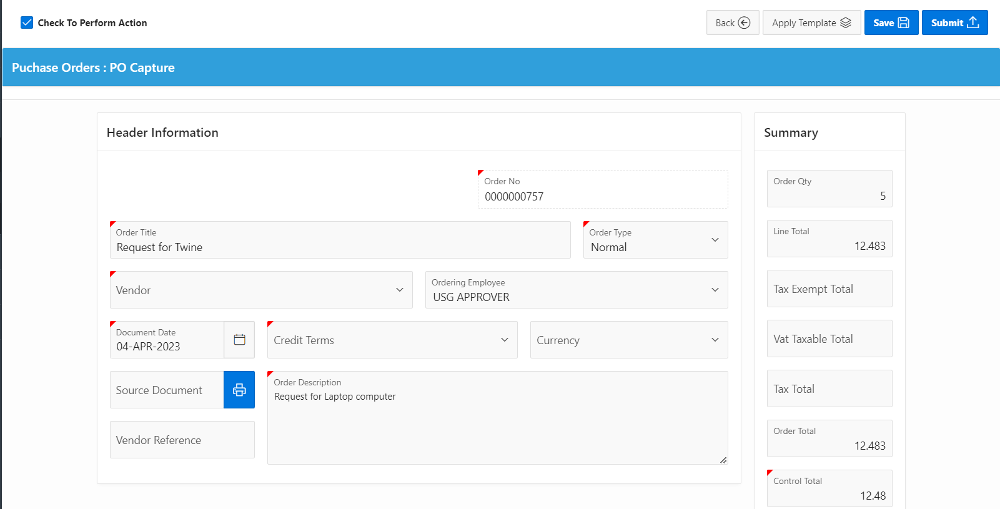 Check To Perform Action
Back
Apply Template
Save
Submit
Puchase Orders : PO Capture
Header Information
Order No
0000000757
Order Title
Request for Twine
Order Type
Normal
Vendor
Ordering Employee
USG APPROVER
Document Date
04-APR-2023
Credit Terms
Currency
Source Document
Order Description
Request for Laptop computer
Vendor Reference
Summary
Order Qty
5
Line Total
12.483
Tax Exempt Total
Vat Taxable Total
Tax Total
Order Total
12.483
Control Total
12.48